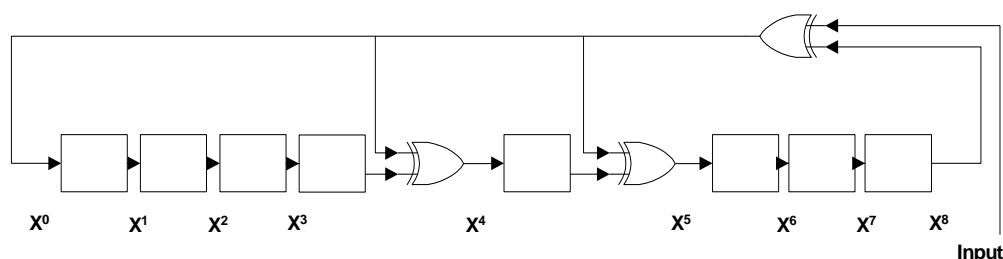 X⁰ X¹ X² X³ X⁴ X⁵ X⁶ X⁷ X⁸
Input